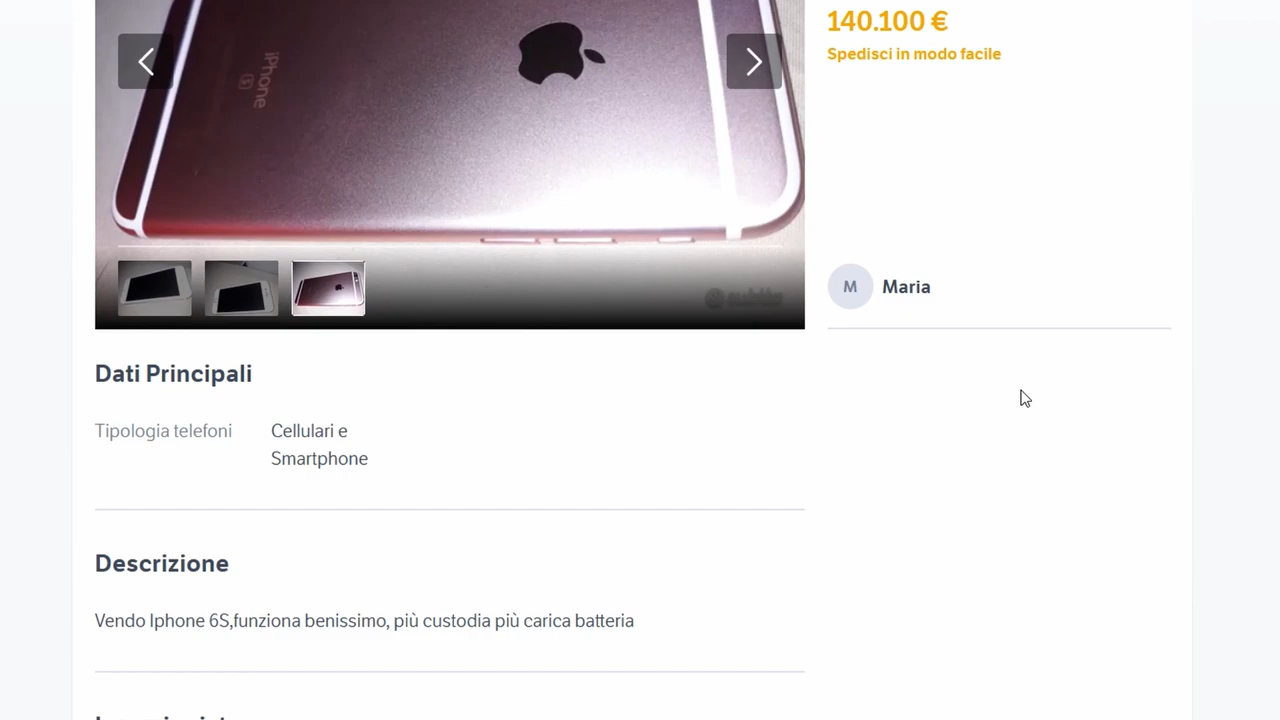 140.100 €
Spedisci in modo facile
iPhone
S
M
Maria
Dati Principali
Tipologia telefoni
Cellulari e
Smartphone
Descrizione
Vendo Iphone 6S,funziona benissimo, più custodia più carica batteria